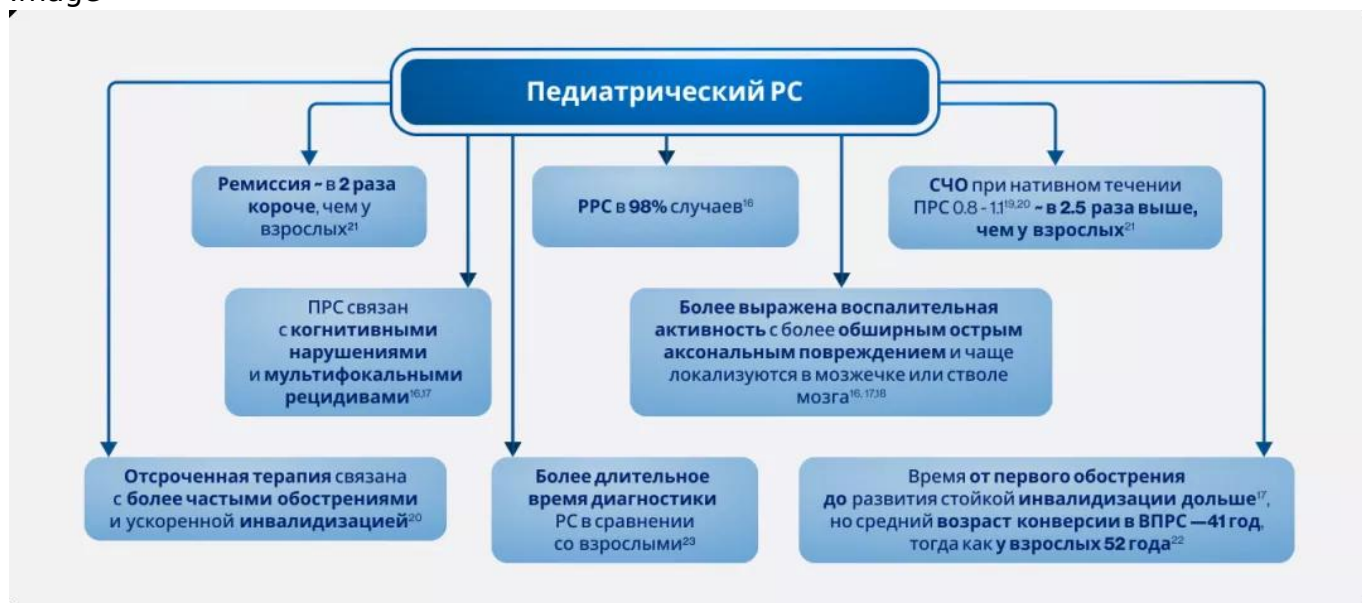 Педиатрический РС
Ремиссия ~ в 2 раза
короче, чем у
взрослых²¹
РРС в 98% случаев¹⁶
СЧО при нативном течении
ПРС 0.8 - 1.1¹⁹,²⁰ ~ в 2.5 раза выше,
чем у взрослых²¹
ПРС связан
с когнитивными
нарушениями
и мультифокальными
рецидивами¹⁶,¹⁷
Более выражена воспалительная
активность с более обширным острым
аксональным повреждением и чаще
локализуются в мозжечке или стволе
мозга¹⁶, ¹⁷,¹⁸
Отсроченная терапия связана
с более частыми обострениями
и ускоренной инвалидизацией²⁰
Более длительное
время диагностики
РС в сравнении
со взрослыми²³
Время от первого обострения
до развития стойкой инвалидизации дольше¹⁷,
но средний возраст конверсии в ВПРС —41 год,
тогда как у взрослых 52 года²²